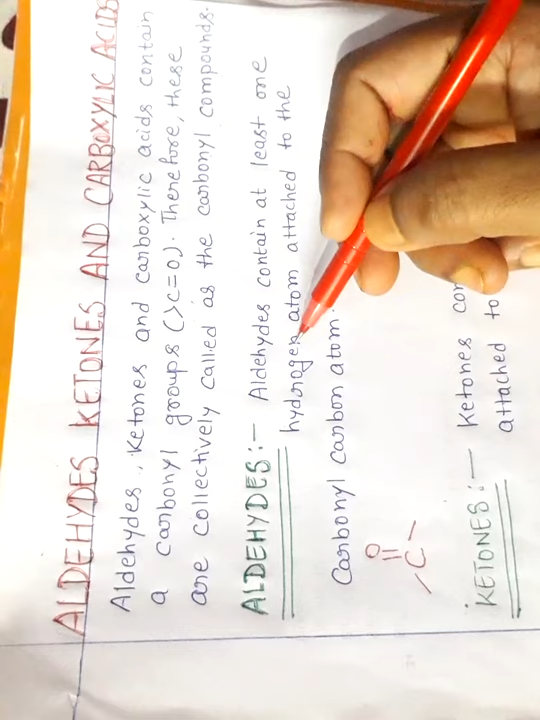 ALDEHYDES KETONES AND CARBOXYLIC ACIDS
Aldehydes, Ketones and carboxylic acids contain
a carbonyl groups (>C=O). Therefore, these
are collectively called as the carbonyl compounds.
ALDEHYDES:- Aldehydes contain at least one
hydrogen atom attached to the
Carbonyl carbon atom.
O
C
KETONES:- Ketones con
attached to